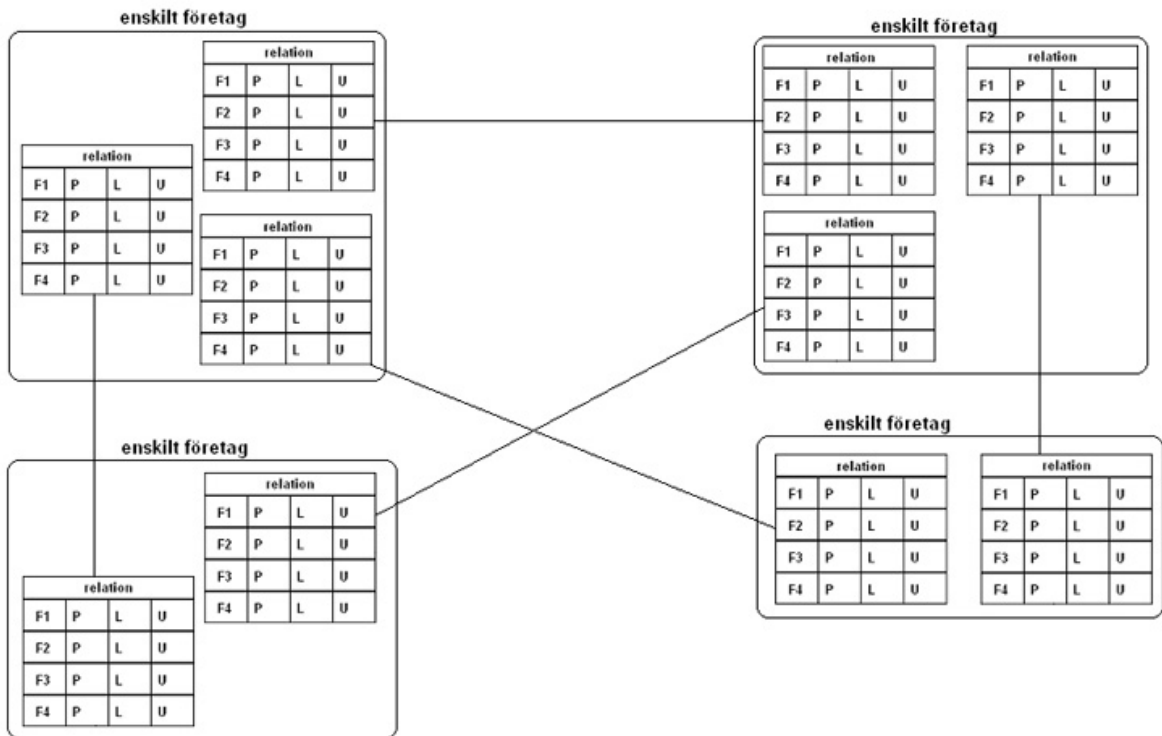 enskilt företag
relation
F1 P L U
F2 P L U
F3 P L U
F4 P L U
relation
F1 P L U
F2 P L U
F3 P L U
F4 P L U
relation
F1 P L U
F2 P L U
F3 P L U
F4 P L U
enskilt företag
relation
F1 P L U
F2 P L U
F3 P L U
F4 P L U
relation
F1 P L U
F2 P L U
F3 P L U
F4 P L U
relation
F1 P L U
F2 P L U
F3 P L U
F4 P L U
enskilt företag
relation
F1 P L U
F2 P L U
F3 P L U
F4 P L U
relation
F1 P L U
F2 P L U
F3 P L U
F4 P L U
enskilt företag
relation
F1 P L U
F2 P L U
F3 P L U
F4 P L U
relation
F1 P L U
F2 P L U
F3 P L U
F4 P L U